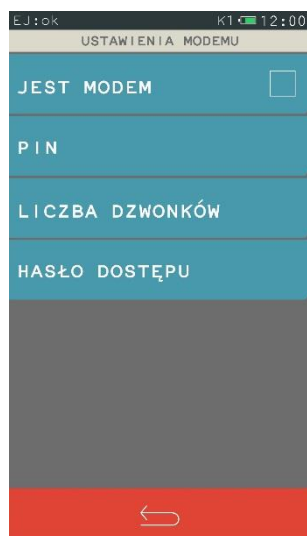 EJ:ok K1 12:00
USTAWIENIA MODEMU
JEST MODEM
PIN
LICZBA DZWONKÓW
HASŁO DOSTĘPU